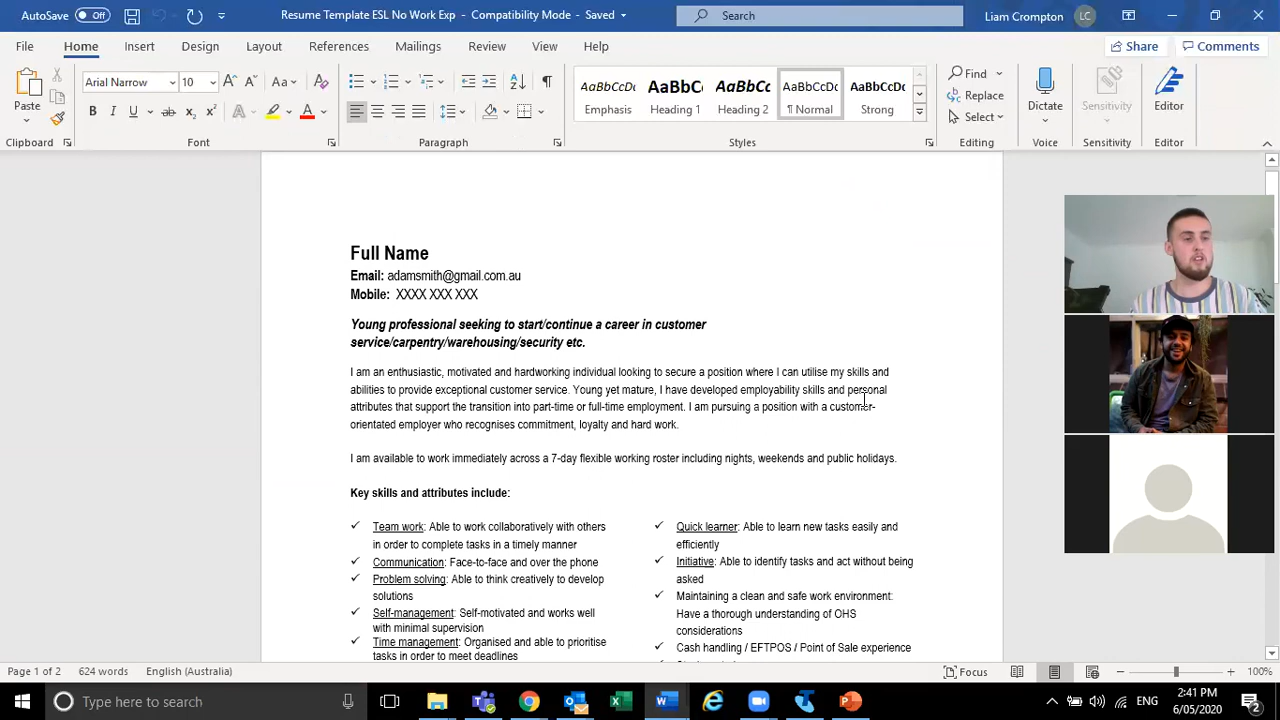 AutoSave Off Resume Template ESL No Work Exp - Compatibility Mode - Saved Search Liam Crompton LC
File Home Insert Design Layout References Mailings Review View Help Share Comments
Arial Narrow 10 Aa
AaBbCcDc AaBbCc AaBbCc AaBbCcDc AaBbCcDc
Paste Emphasis Heading 1 Heading 2 ¶ Normal Strong
Find
Replace
Select
Dictate Sensitivity Editor
Clipboard Font Paragraph Styles Editing Voice Sensitivity Editor
Full Name
Email: adamsmith@gmail.com.au
Mobile: XXXX XXX XXX
Young professional seeking to start/continue a career in customer
service/carpentry/warehousing/security etc.
I am an enthusiastic, motivated and hardworking individual looking to secure a position where I can utilise my skills and
abilities to provide exceptional customer service. Young yet mature, I have developed employability skills and personal
attributes that support the transition into part-time or full-time employment. I am pursuing a position with a customer-
orientated employer who recognises commitment, loyalty and hard work.
I am available to work immediately across a 7-day flexible working roster including nights, weekends and public holidays.
Key skills and attributes include:
✓ Team work: Able to work collaboratively with others
in order to complete tasks in a timely manner
✓ Communication: Face-to-face and over the phone
✓ Problem solving: Able to think creatively to develop
solutions
✓ Self-management: Self-motivated and works well
with minimal supervision
✓ Time management: Organised and able to prioritise
tasks in order to meet deadlines
✓ Quick learner: Able to learn new tasks easily and
efficiently
✓ Initiative: Able to identify tasks and act without being
asked
✓ Maintaining a clean and safe work environment:
Have a thorough understanding of OHS
considerations
✓ Cash handling / EFTPOS / Point of Sale experience
Page 1 of 2 624 words English (Australia) Focus 100%
Type here to search ENG 2:41 PM
6/05/2020 2